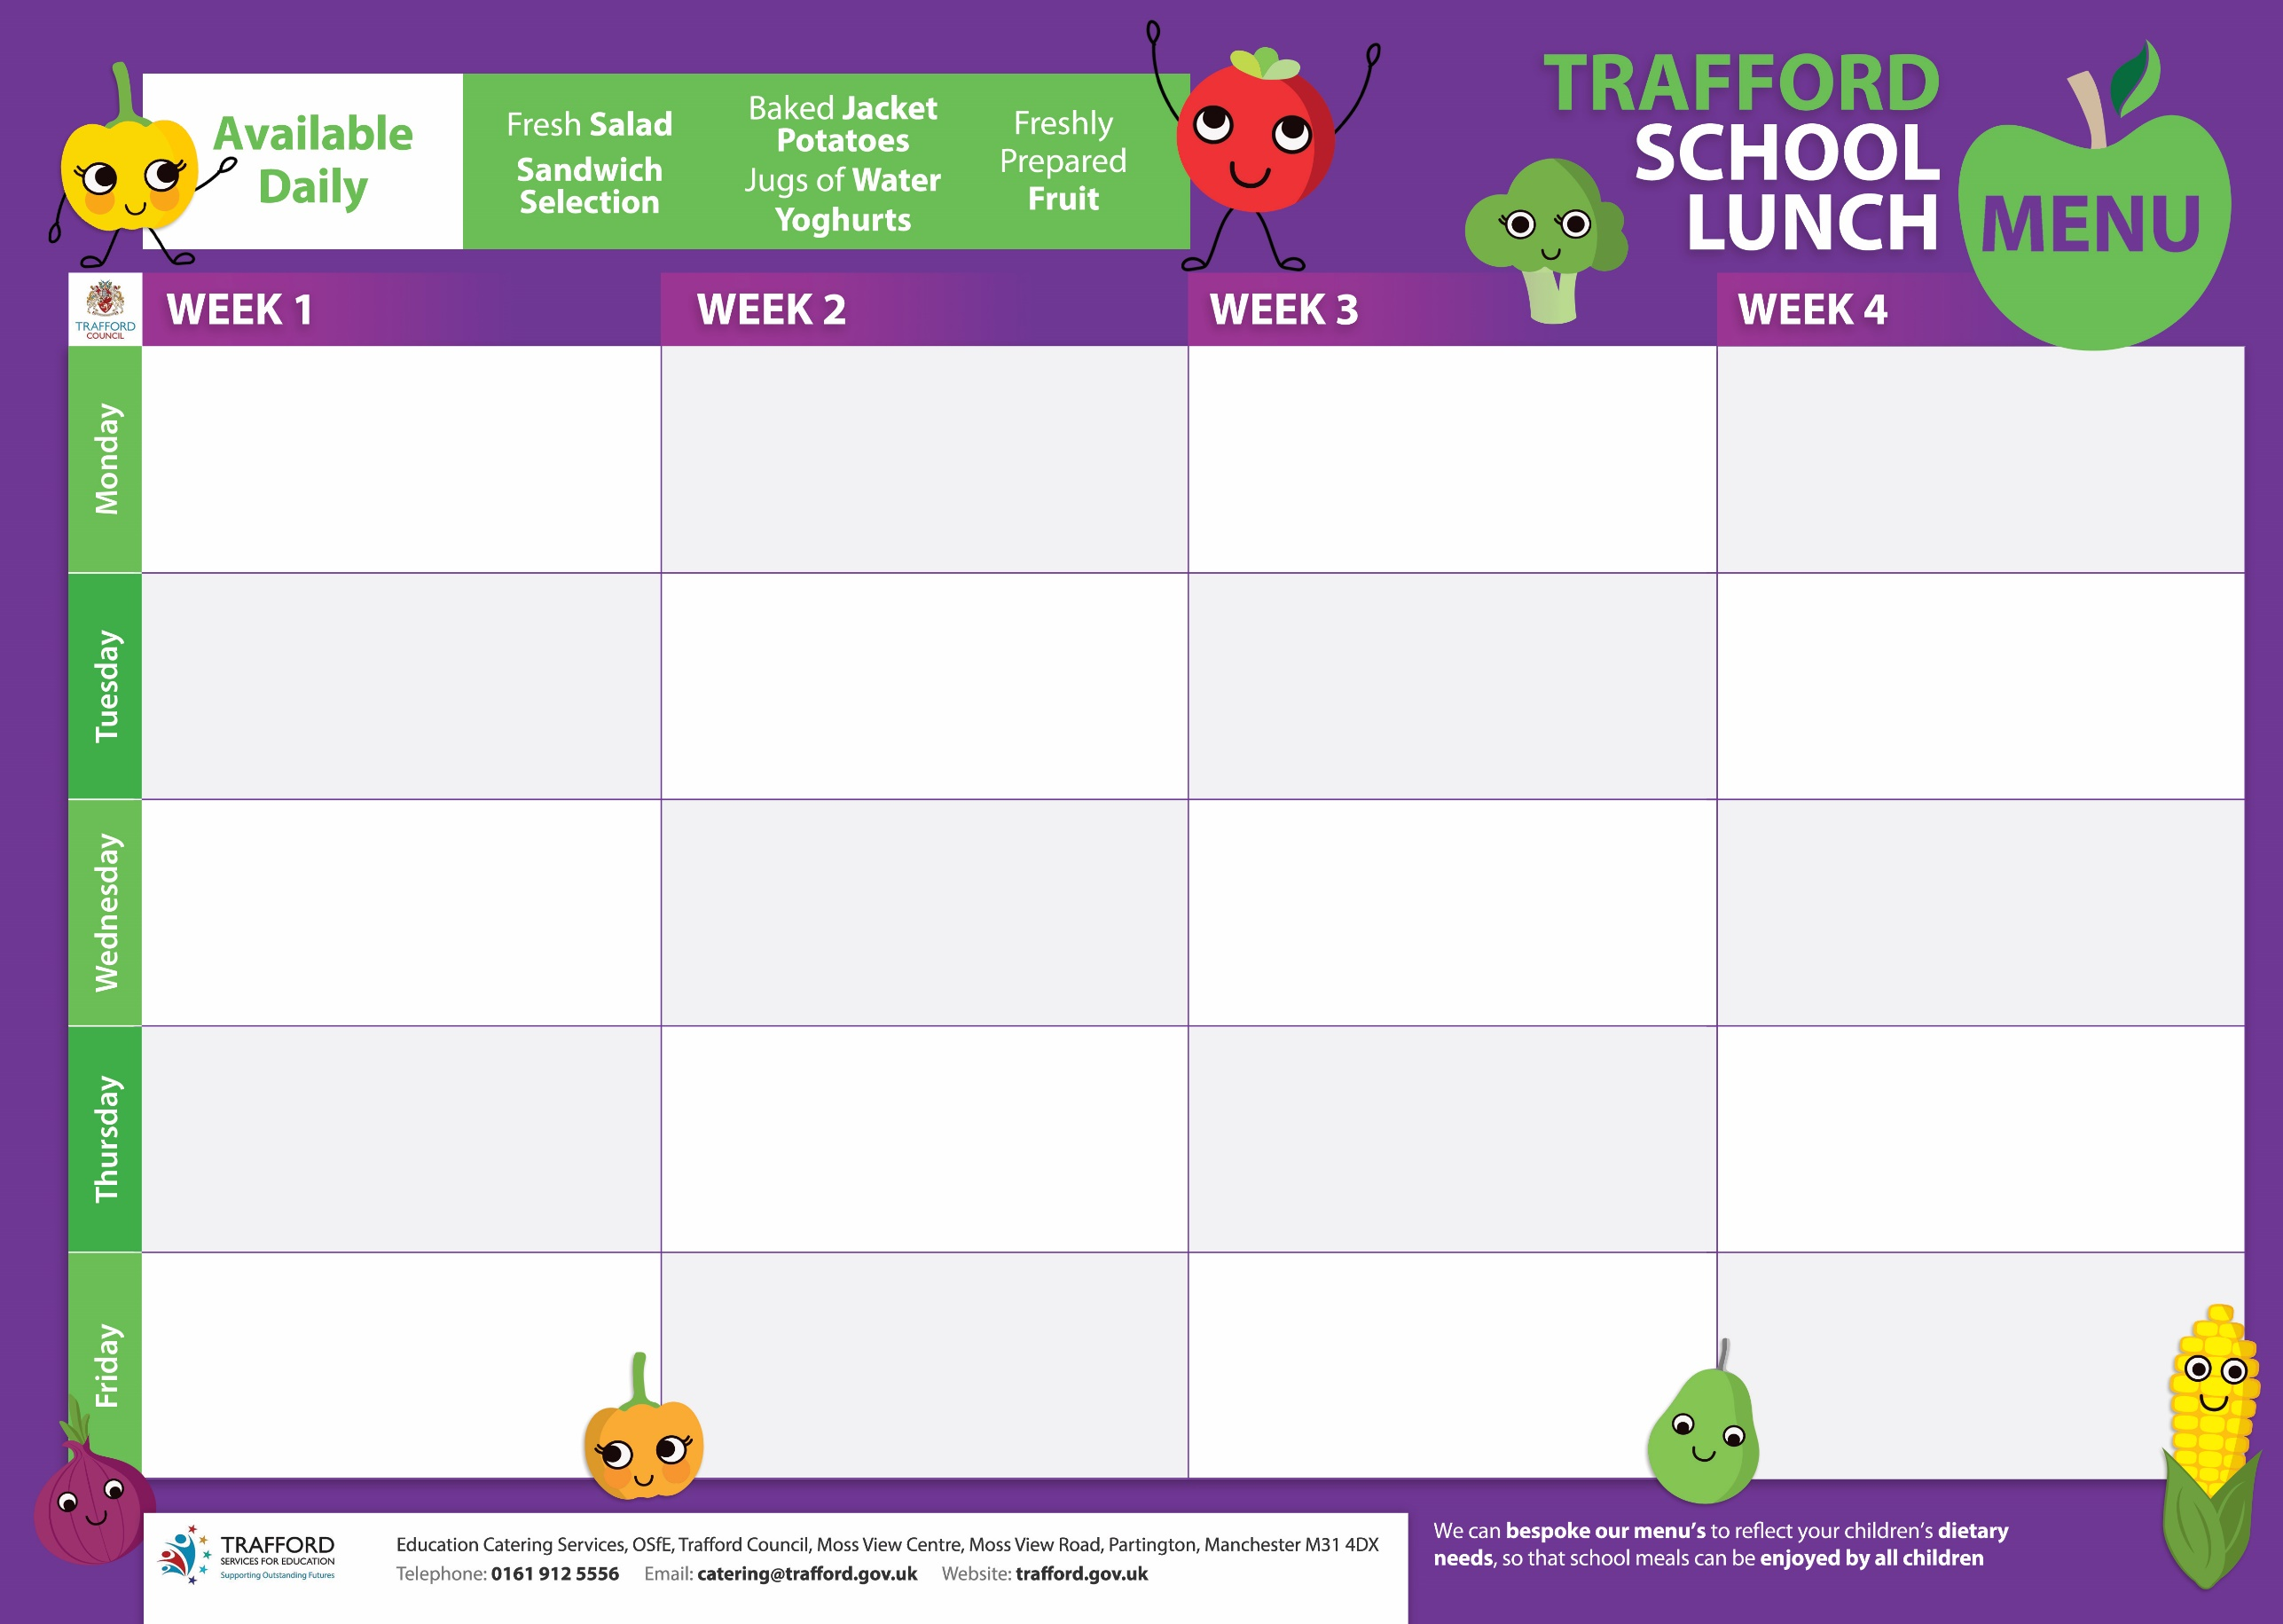 Available
Daily
Fresh Salad
Sandwich
Selection
Baked Jacket
Potatoes
Jugs of Water
Yoghurts
Freshly
Prepared
Fruit
TRAFFORD
SCHOOL
LUNCH
MENU
TRAFFORD
COUNCIL
WEEK 1
WEEK 2
WEEK 3
WEEK 4
Monday
Tuesday
Wednesday
Thursday
Friday
TRAFFORD
SERVICES FOR EDUCATION
Supporting Outstanding Futures
Education Catering Services, OSfE, Trafford Council, Moss View Centre, Moss View Road, Partington, Manchester M31 4DX
Telephone: 0161 912 5556 Email: catering@trafford.gov.uk Website: trafford.gov.uk
We can bespoke our menu's to reflect your children's dietary
needs, so that school meals can be enjoyed by all children